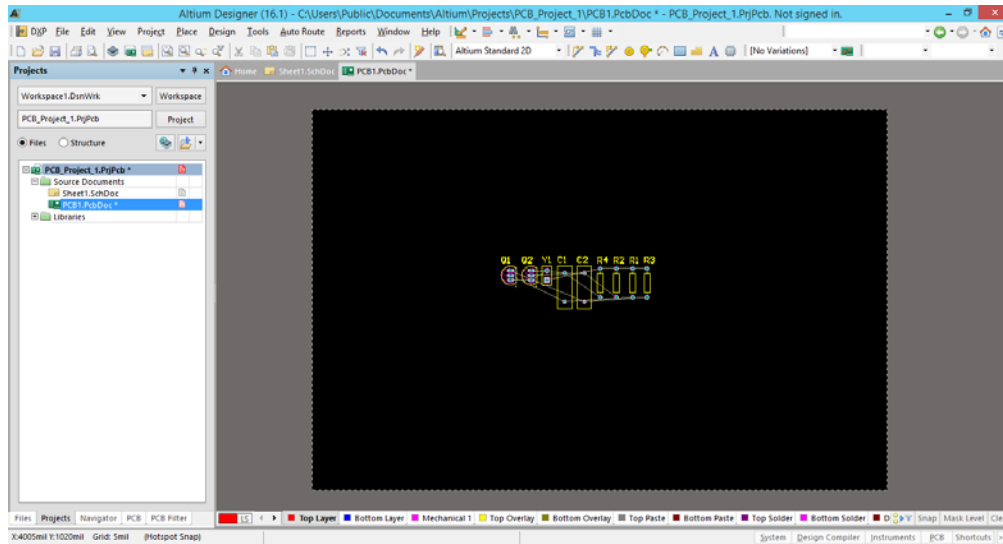 Altium Designer (16.1) - C:\Users\Public\Documents\Altium\Projects\PCB_Project_1\PCB1.PcbDoc * - PCB_Project_1.PrjPcb. Not signed in.
DXP File Edit View Project Place Design Tools Auto Route Reports Window Help
Altium Standard 2D [No Variations]
Projects
Home Sheet1.SchDoc PCB1.PcbDoc *
Workspace1.DsnWrk Workspace
PCB_Project_1.PrjPcb Project
Files Structure
PCB_Project_1.PrjPcb *
Source Documents
Sheet1.SchDoc
PCB1.PcbDoc *
Libraries
Q1 Q2 Y1 C1 C2 R4 R2 R1 R3
Files Projects Navigator PCB PCB Filter
LS Top Layer Bottom Layer Mechanical 1 Top Overlay Bottom Overlay Top Paste Bottom Paste Top Solder Bottom Solder D Snap Mask Level Cle
X:4005mil Y:1020mil Grid: 5mil (Hotspot Snap)
System Design Compiler Instruments PCB Shortcuts